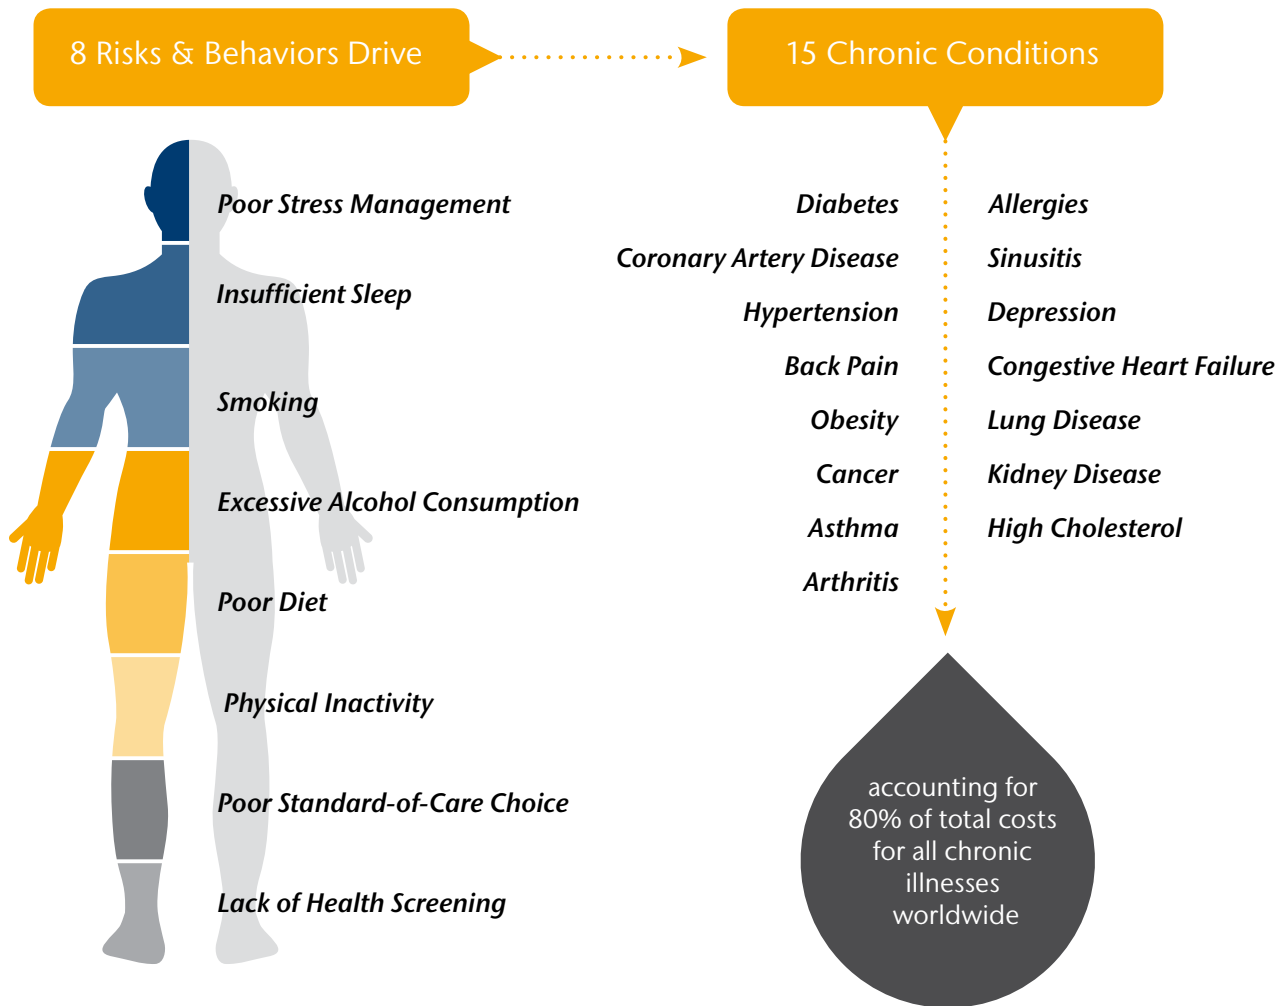 8 Risks & Behaviors Drive
15 Chronic Conditions
Poor Stress Management
Insufficient Sleep
Smoking
Excessive Alcohol Consumption
Poor Diet
Physical Inactivity
Poor Standard-of-Care Choice
Lack of Health Screening
Diabetes
Coronary Artery Disease
Hypertension
Back Pain
Obesity
Cancer
Asthma
Arthritis
Allergies
Sinusitis
Depression
Congestive Heart Failure
Lung Disease
Kidney Disease
High Cholesterol
accounting for
80% of total costs
for all chronic
illnesses
worldwide